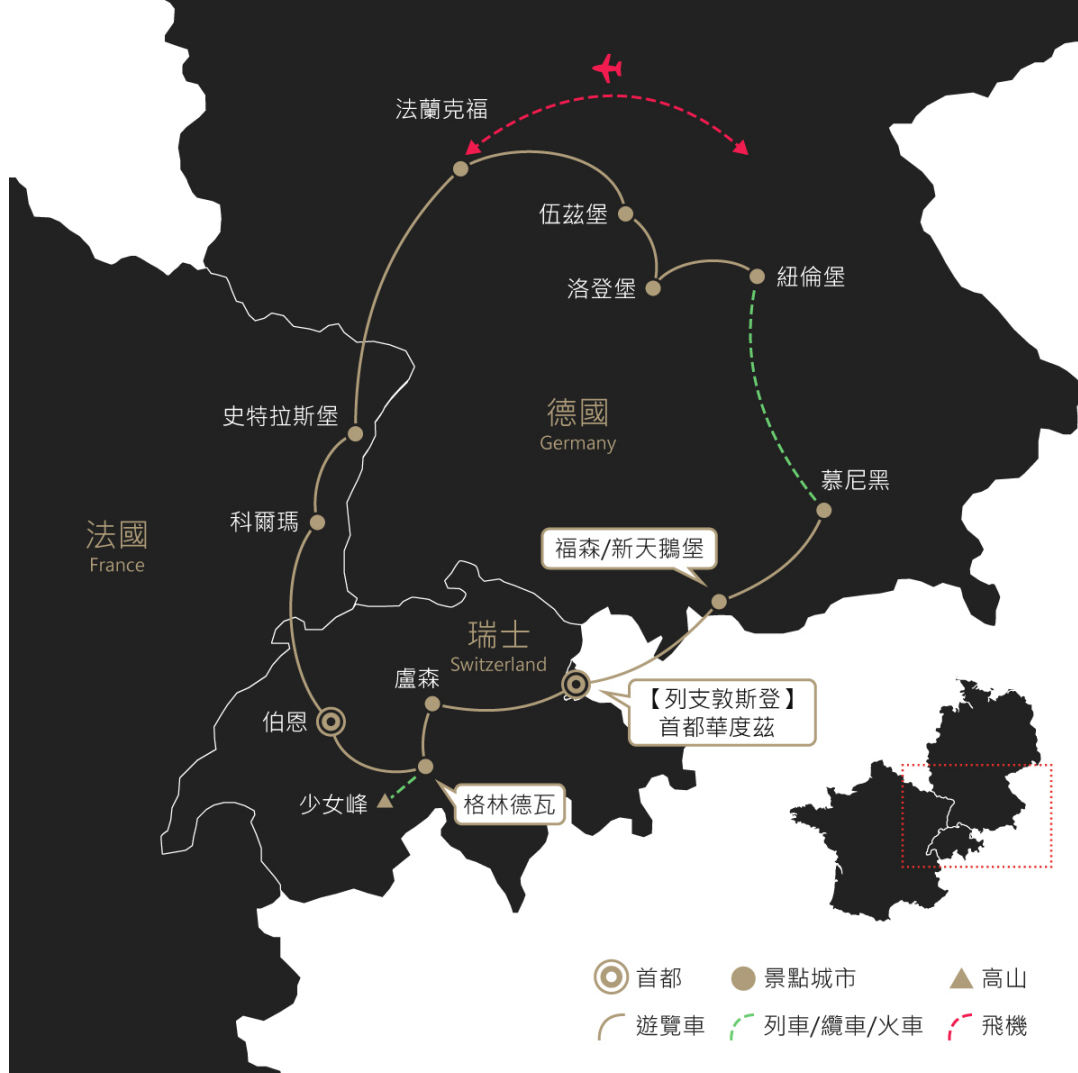 法蘭克福
伍茲堡
洛登堡
紐倫堡
史特拉斯堡
德國
Germany
慕尼黑
科爾瑪
法國
France
福森/新天鵝堡
瑞士
Switzerland
盧森
【列支敦斯登】
首都華度茲
伯恩
少女峰
格林德瓦
首都
景點城市
高山
遊覽車
列車/纜車/火車
飛機